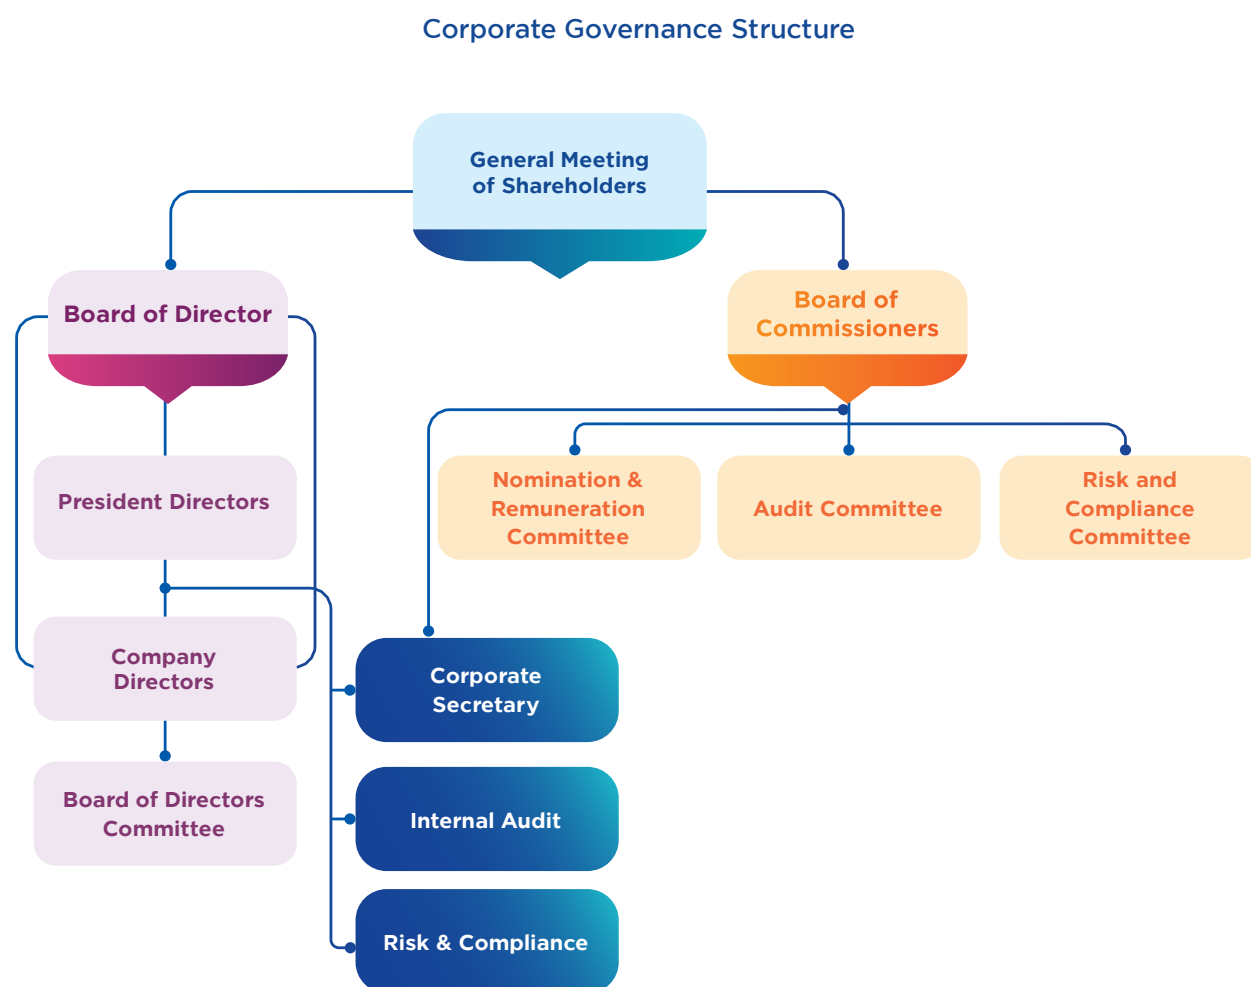 Corporate Governance Structure
General Meeting
of Shareholders
Board of Director
Board of
Commissioners
President Directors
Nomination &
Remuneration
Committee
Audit Committee
Risk and
Compliance
Committee
Company
Directors
Corporate
Secretary
Board of Directors
Committee
Internal Audit
Risk & Compliance